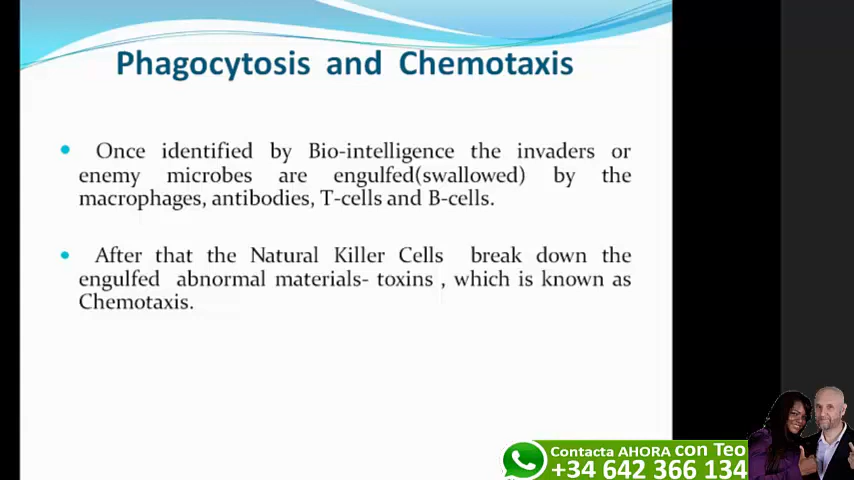 Phagocytosis and Chemotaxis
Once identified by Bio-intelligence the invaders or
enemy microbes are engulfed(swallowed) by the
macrophages, antibodies, T-cells and B-cells.
After that the Natural Killer Cells break down the
engulfed abnormal materials- toxins , which is known as
Chemotaxis.
Contacta AHORA con Teo
+34 642 366 134